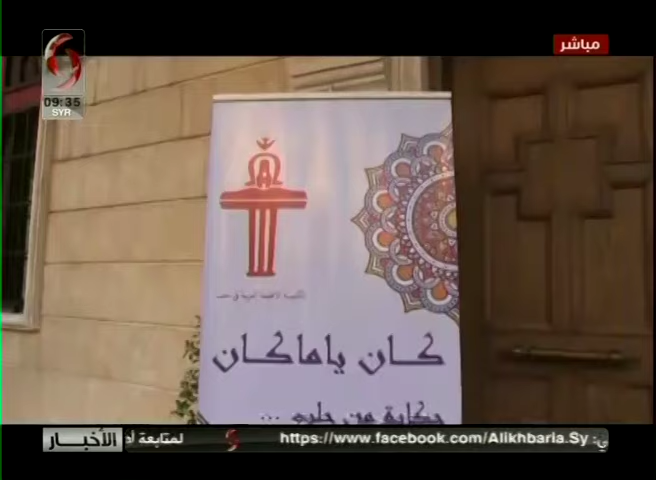 مباشر
09:35
SYR
كان ياماكان
حكاية من حلب ...
الأخبار
لمتابعة أ
https://www.facebook.com/Alikhbaria.Sy